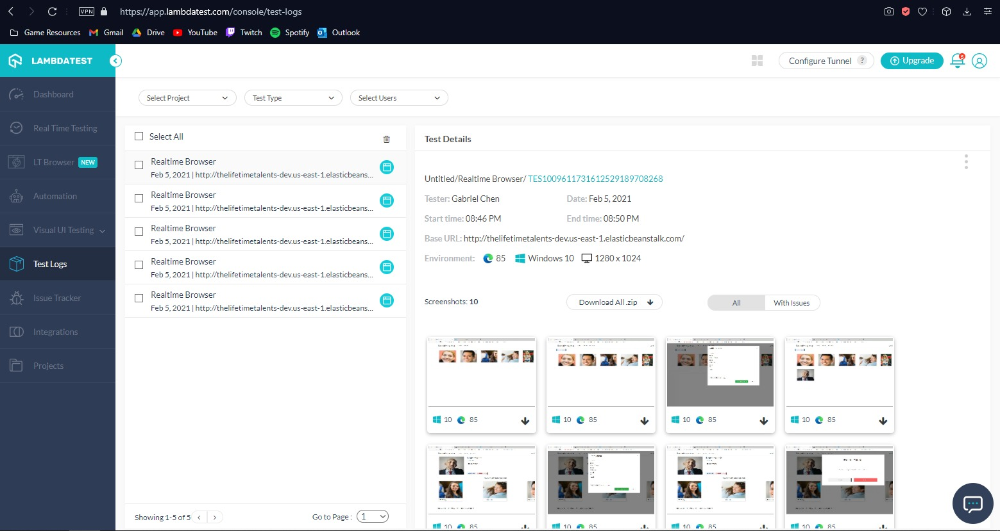 VPN https://app.lambdatest.com/console/test-logs
Game Resources Gmail Drive YouTube Twitch Spotify Outlook
LAMBDATEST
Configure Tunnel ? Upgrade 5
Dashboard
Real Time Testing
LT Browser NEW
Automation
Visual UI Testing
Test Logs
Issue Tracker
Integrations
Projects
Select Project Test Type Select Users
Select All
Realtime Browser
Feb 5, 2021 | http://thelifetimetalents-dev.us-east-1.elasticbeans...
Realtime Browser
Feb 5, 2021 | http://thelifetimetalents-dev.us-east-1.elasticbeans...
Realtime Browser
Feb 5, 2021 | http://thelifetimetalents-dev.us-east-1.elasticbeans...
Realtime Browser
Feb 5, 2021 | http://thelifetimetalents-dev.us-east-1.elasticbeans...
Realtime Browser
Feb 5, 2021 | http://thelifetimetalents-dev.us-east-1.elasticbeans...
Showing 1-5 of 5 < > Go to Page : 1
Test Details
Untitled/Realtime Browser/ TES1009611731612529189708268
Tester: Gabriel Chen Date: Feb 5, 2021
Start time: 08:46 PM End time: 08:50 PM
Base URL: http://thelifetimetalents-dev.us-east-1.elasticbeanstalk.com/
Environment: 85 Windows 10 1280 x 1024
Screenshots: 10 Download All .zip All With Issues
10 85 10 85 10 85 10 85
10 85 10 85 10 85 10 85